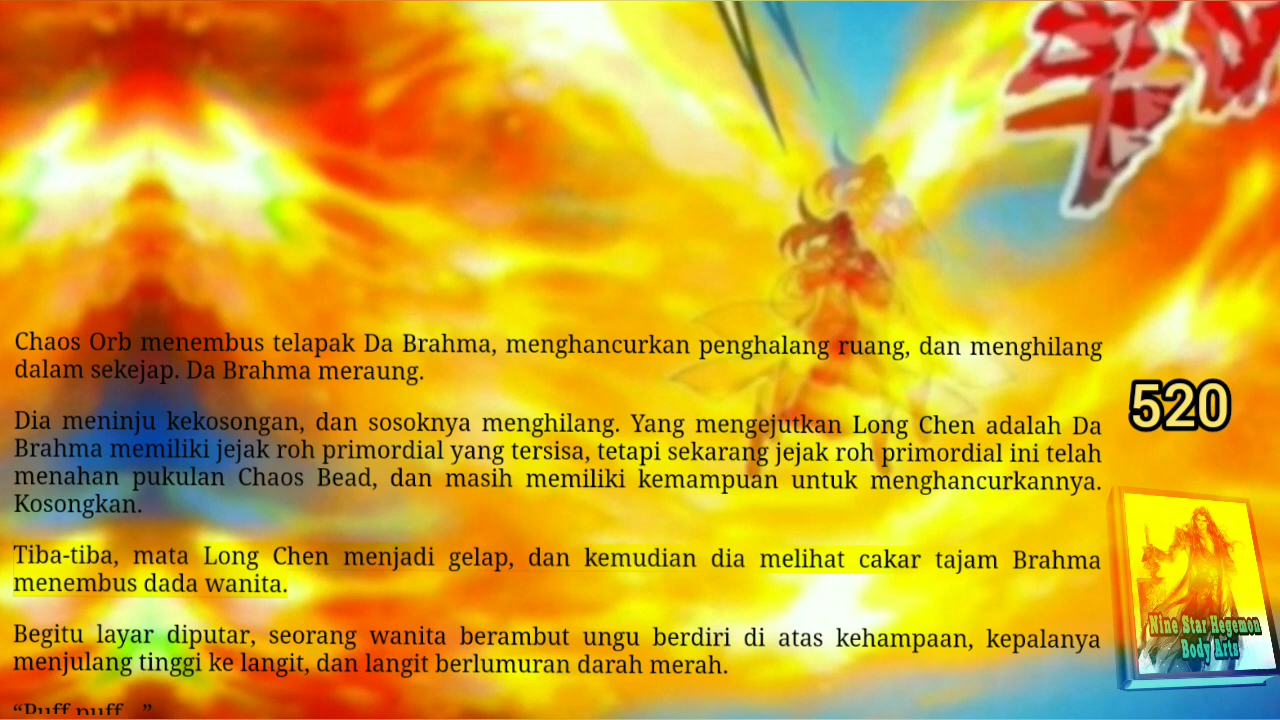 Chaos Orb menembus telapak Da Brahma, menghancurkan penghalang ruang, dan menghilang
dalam sekejap. Da Brahma meraung.
Dia meninju kekosongan, dan sosoknya menghilang. Yang mengejutkan Long Chen adalah Da
Brahma memiliki jejak roh primordial yang tersisa, tetapi sekarang jejak roh primordial ini telah
menahan pukulan Chaos Bead, dan masih memiliki kemampuan untuk menghancurkannya.
Kosongkan.
Tiba-tiba, mata Long Chen menjadi gelap, dan kemudian dia melihat cakar tajam Brahma
menembus dada wanita.
Begitu layar diputar, seorang wanita berambut ungu berdiri di atas kehampaan, kepalanya
menjulang tinggi ke langit, dan langit berlumuran darah merah.
“Puff puff...”
520
Nine Star Hegemon
Body Arts